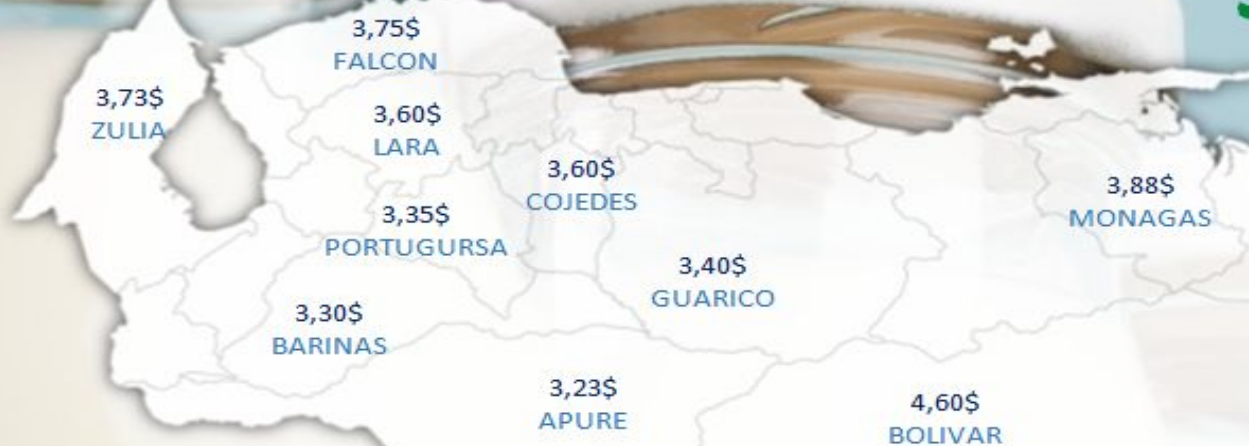 3,75$
FALCON
3,73$
ZULIA
3,60$
LARA
3,60$
COJEDES
3,88$
MONAGAS
3,35$
PORTUGURSA
3,40$
GUARICO
3,30$
BARINAS
3,23$
APURE
4,60$
BOLIVAR